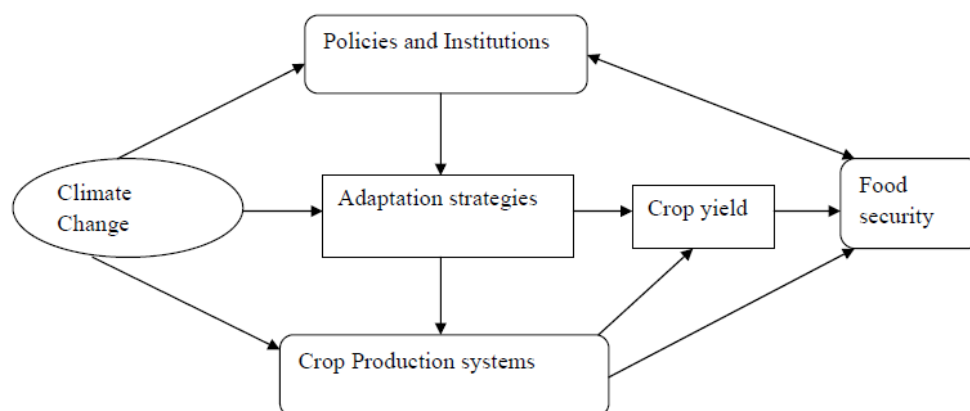 Policies and Institutions
Climate
Change
Adaptation strategies
Crop yield
Food
security
Crop Production systems